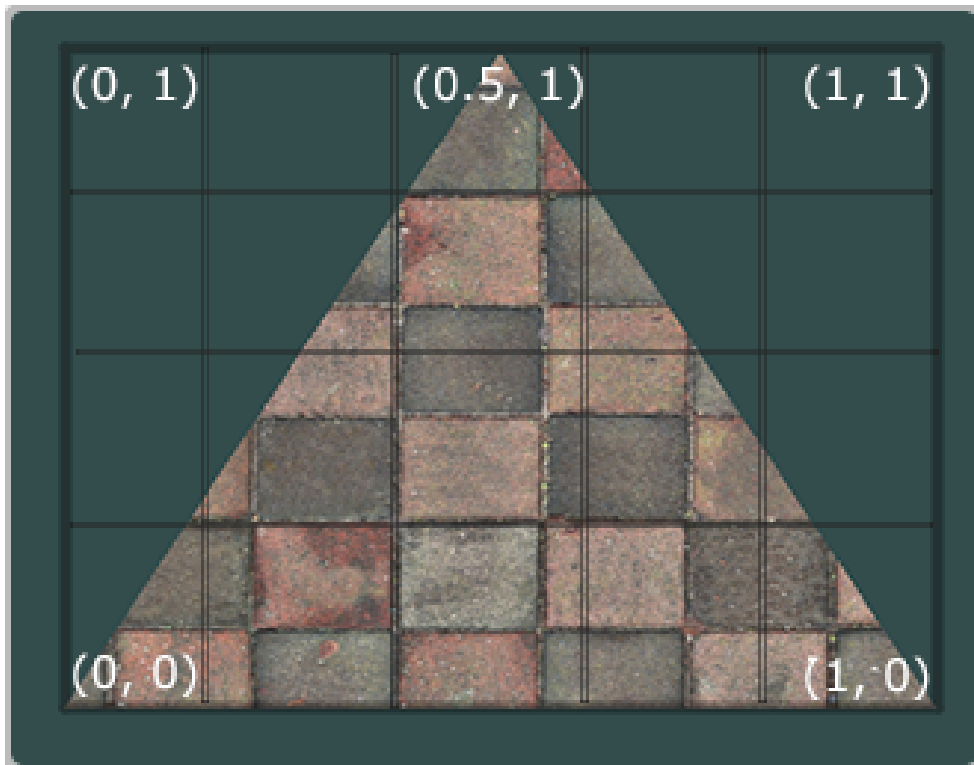 (0, 1) (0.5, 1) (1, 1)
(0, 0) (1, 0)